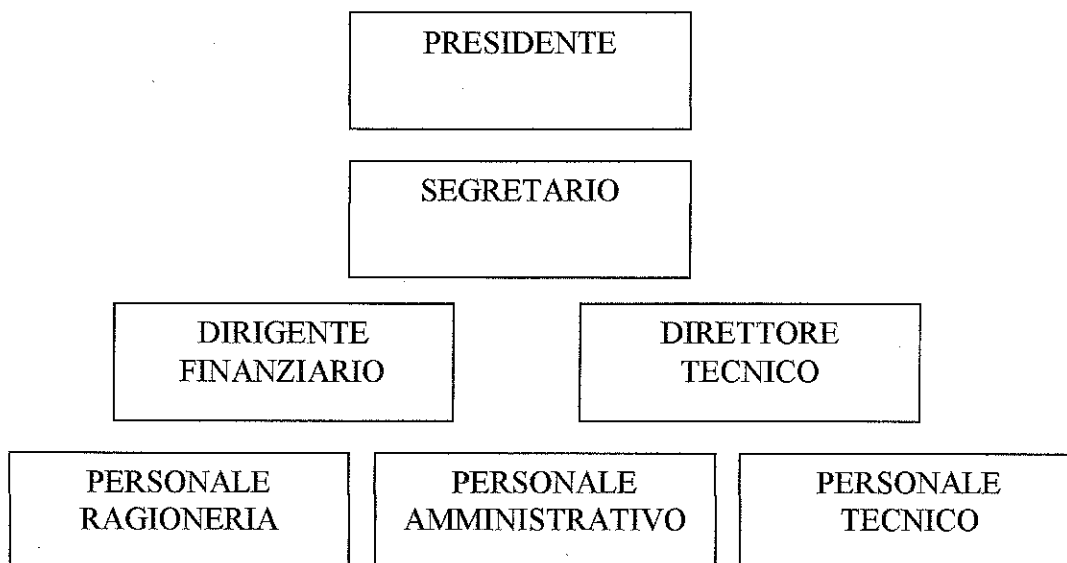 PRESIDENTE
SEGRETARIO
DIRIGENTE
FINANZIARIO
DIRETTORE
TECNICO
PERSONALE
RAGIONERIA
PERSONALE
AMMINISTRATIVO
PERSONALE
TECNICO